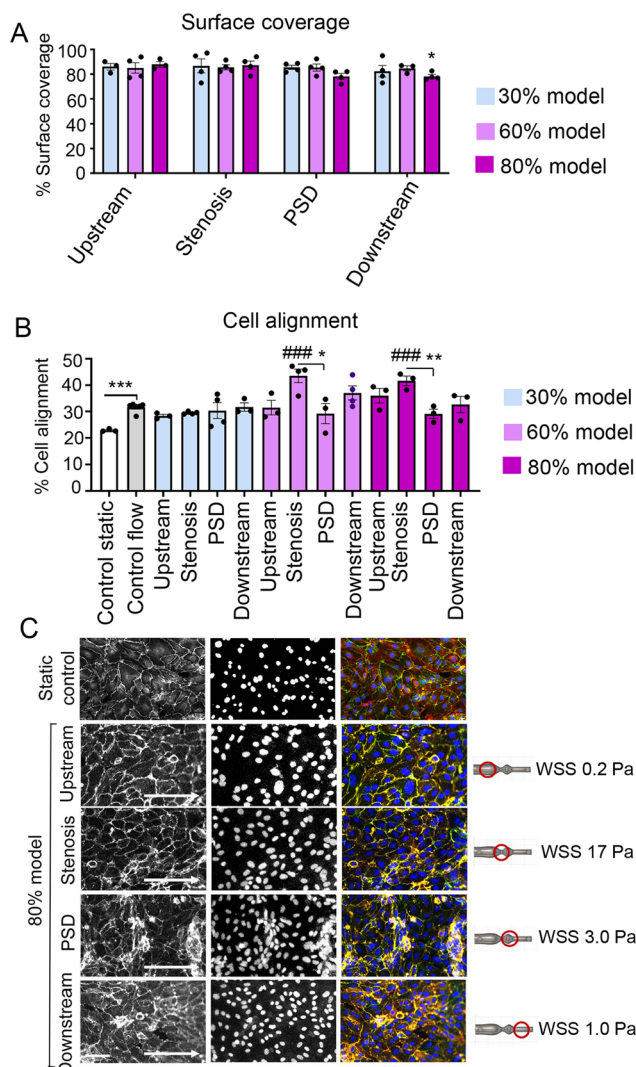 A
Surface coverage
% Surface coverage
100
80
60
40
20
0
*
Upstream
Stenosis
PSD
Downstream
30% model
60% model
80% model
B
Cell alignment
% Cell alignment
50
40
30
20
10
0
***
###
*
###
**
Control static
Control flow
Upstream
Stenosis
PSD
Downstream
Upstream
Stenosis
PSD
Downstream
Upstream
Stenosis
PSD
Downstream
30% model
60% model
80% model
C
Static
control
80% model
Upstream
WSS 0.2 Pa
Stenosis
WSS 17 Pa
PSD
WSS 3.0 Pa
Downstream
WSS 1.0 Pa